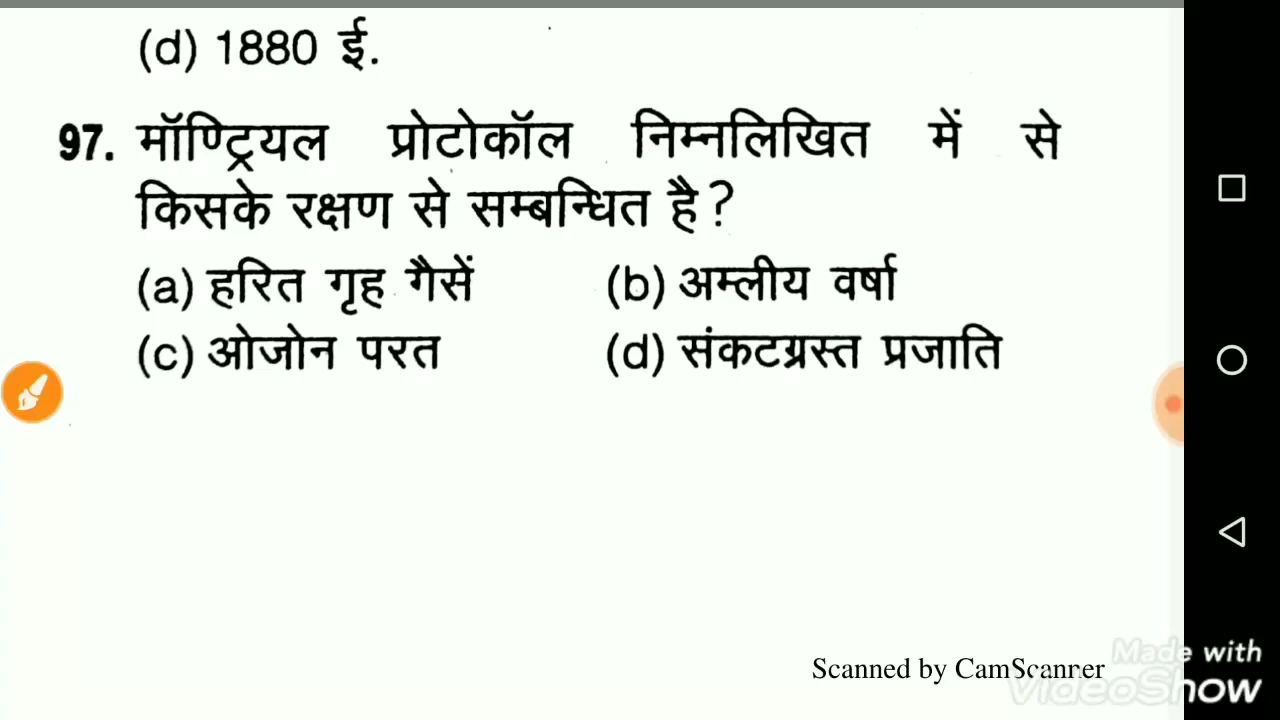 (d) 1880 ई.
97. मॉण्ट्रियल प्रोटोकॉल निम्नलिखित में से
किसके रक्षण से सम्बन्धित है?
(a) हरित गृह गैसें (b) अम्लीय वर्षा
(c) ओजोन परत (d) संकटग्रस्त प्रजाति
Made with
Scanned by CamScanner
VideoShow